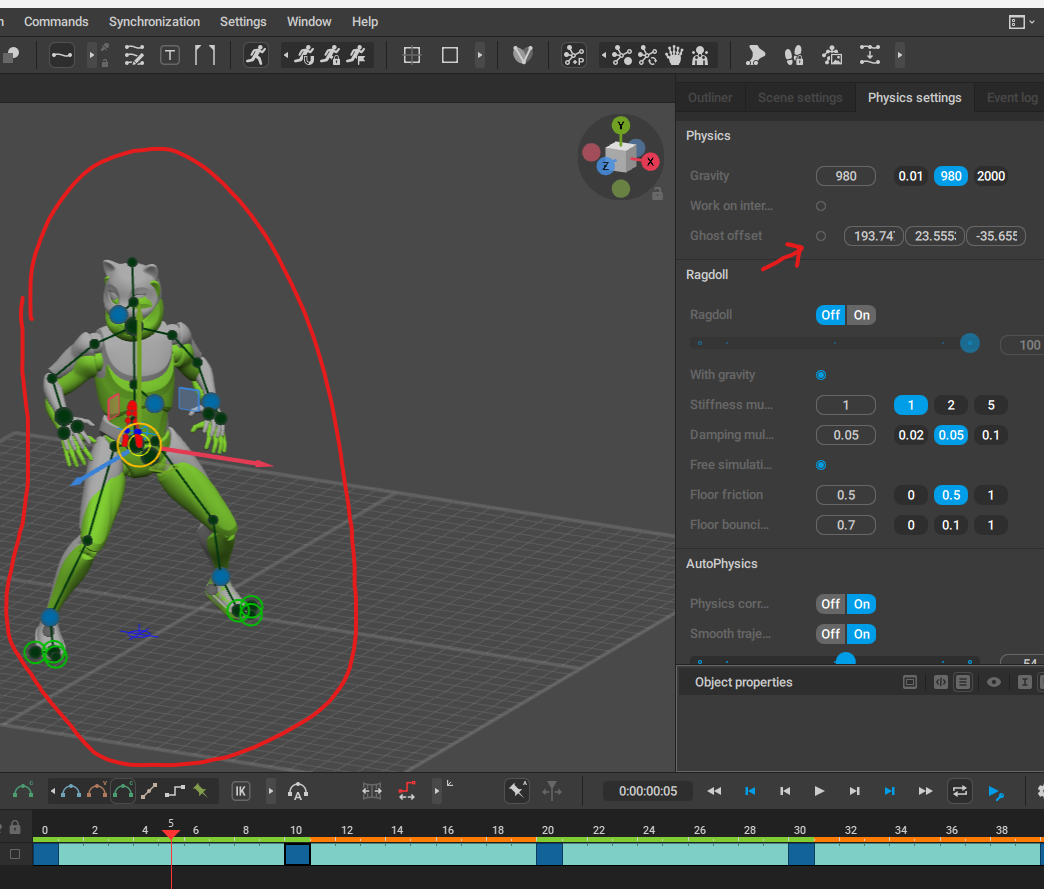 Commands Synchronization Settings Window Help
T
P
Outliner Scene settings Physics settings Event log
Y
X
Z
Physics
Gravity 980 0.01 980 2000
Work on inter...
Ghost offset 193.74 23.555 -35.655
Ragdoll
Ragdoll Off On
100
With gravity
Stiffness mu... 1 1 2 5
Damping mul... 0.05 0.02 0.05 0.1
Free simulati...
Floor friction 0.5 0 0.5 1
Floor bounci... 0.7 0 0.1 1
AutoPhysics
Physics corr... Off On
Smooth traje... Off On
54
Object properties
IK A 0:00:00:05
0 2 4 5 6 8 10 12 14 16 18 20 22 24 26 28 30 32 34 36 38